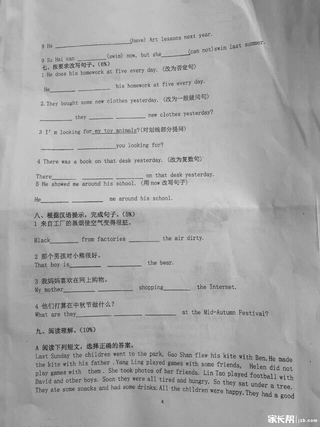 8 He ______________(have) Art lessons next year.
9 Su Hai can ________(swim) now, but she________(can not)swim last summer.
七、按要求改写句子。(8%)
1 He does his homework at five every day. (改为否定句)
He ________ ________ his homework at five every day.
2.They bought some new clothes yesterday. (改为一般疑问句)
________ they ________ ________ new clothes yesterday?
3 I'm looking for my toy animals?(对划线部分提问)
________ ________ ________you looking for?
4 There was a book on that desk yesterday. (改为复数句)
There ________ ________ ________ on that desk yesterday.
5 He showed me around his school. (用now改写句子)
He________ ________ me around his school.
八、根据汉语提示，完成句子。(8%)
1 来自工厂的黑烟使空气变得很脏。
Black________ from factories ________ the air dirty.
2 那个男孩对小熊很好。
That boy is________ ________ the bear.
3 我妈妈喜欢在网上购物。
My mother________ ________ shopping________ the Internet.
4 他们打算在中秋节做什么?
What are they________ ________ ________ at the Mid-Autumn Festival?
九、阅读理解。(10%)
A 阅读下列短文，选择正确的答案。
Last Sunday the children went to the park. Gao Shan flew his kite with Ben.He made
the kite with his father. Yang Ling played games with some friends. Helen did not
play games with them. She took photos of her friends. Lin Tao played football with
David and other boys. Soon they were all tired and hungry. So they sat under a tree.
They ate some snacks and had some drinks.All the children were happy.They had a good
4
家长帮 jzb.com